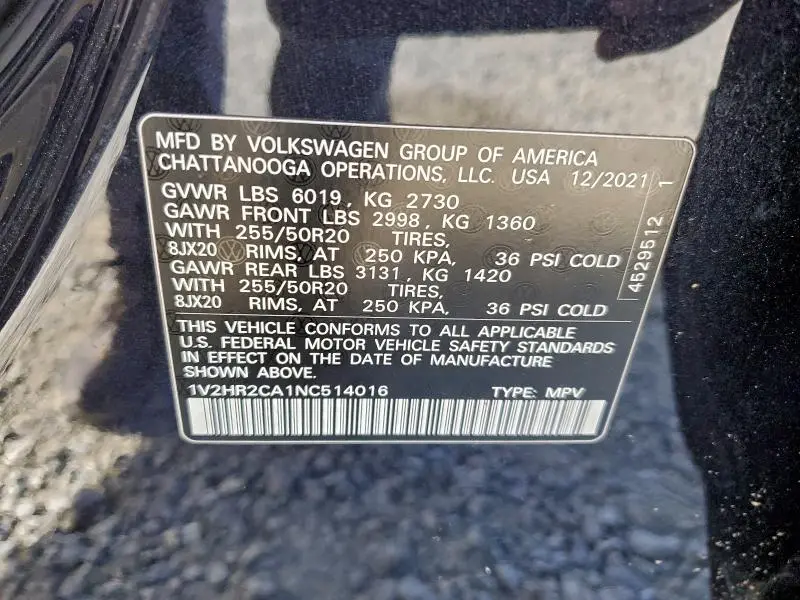 MFD BY VOLKSWAGEN GROUP OF AMERICA
CHATTANOOGA OPERATIONS, LLC. USA 12/2021
GVWR LBS 6019, KG 2730
GAWR FRONT LBS 2998, KG 1360
WITH 255/50R20 TIRES,
8JX20 RIMS, AT 250 KPA, 36 PSI COLD
GAWR REAR LBS 3131, KG 1420
WITH 255/50R20 TIRES,
8JX20 RIMS, AT 250 KPA, 36 PSI COLD
THIS VEHICLE CONFORMS TO ALL APPLICABLE
U.S. FEDERAL MOTOR VEHICLE SAFETY STANDARDS
IN EFFECT ON THE DATE OF MANUFACTURE
SHOWN ABOVE.
1V2HR2CA1NC514016 TYPE: MPV
4529512 1